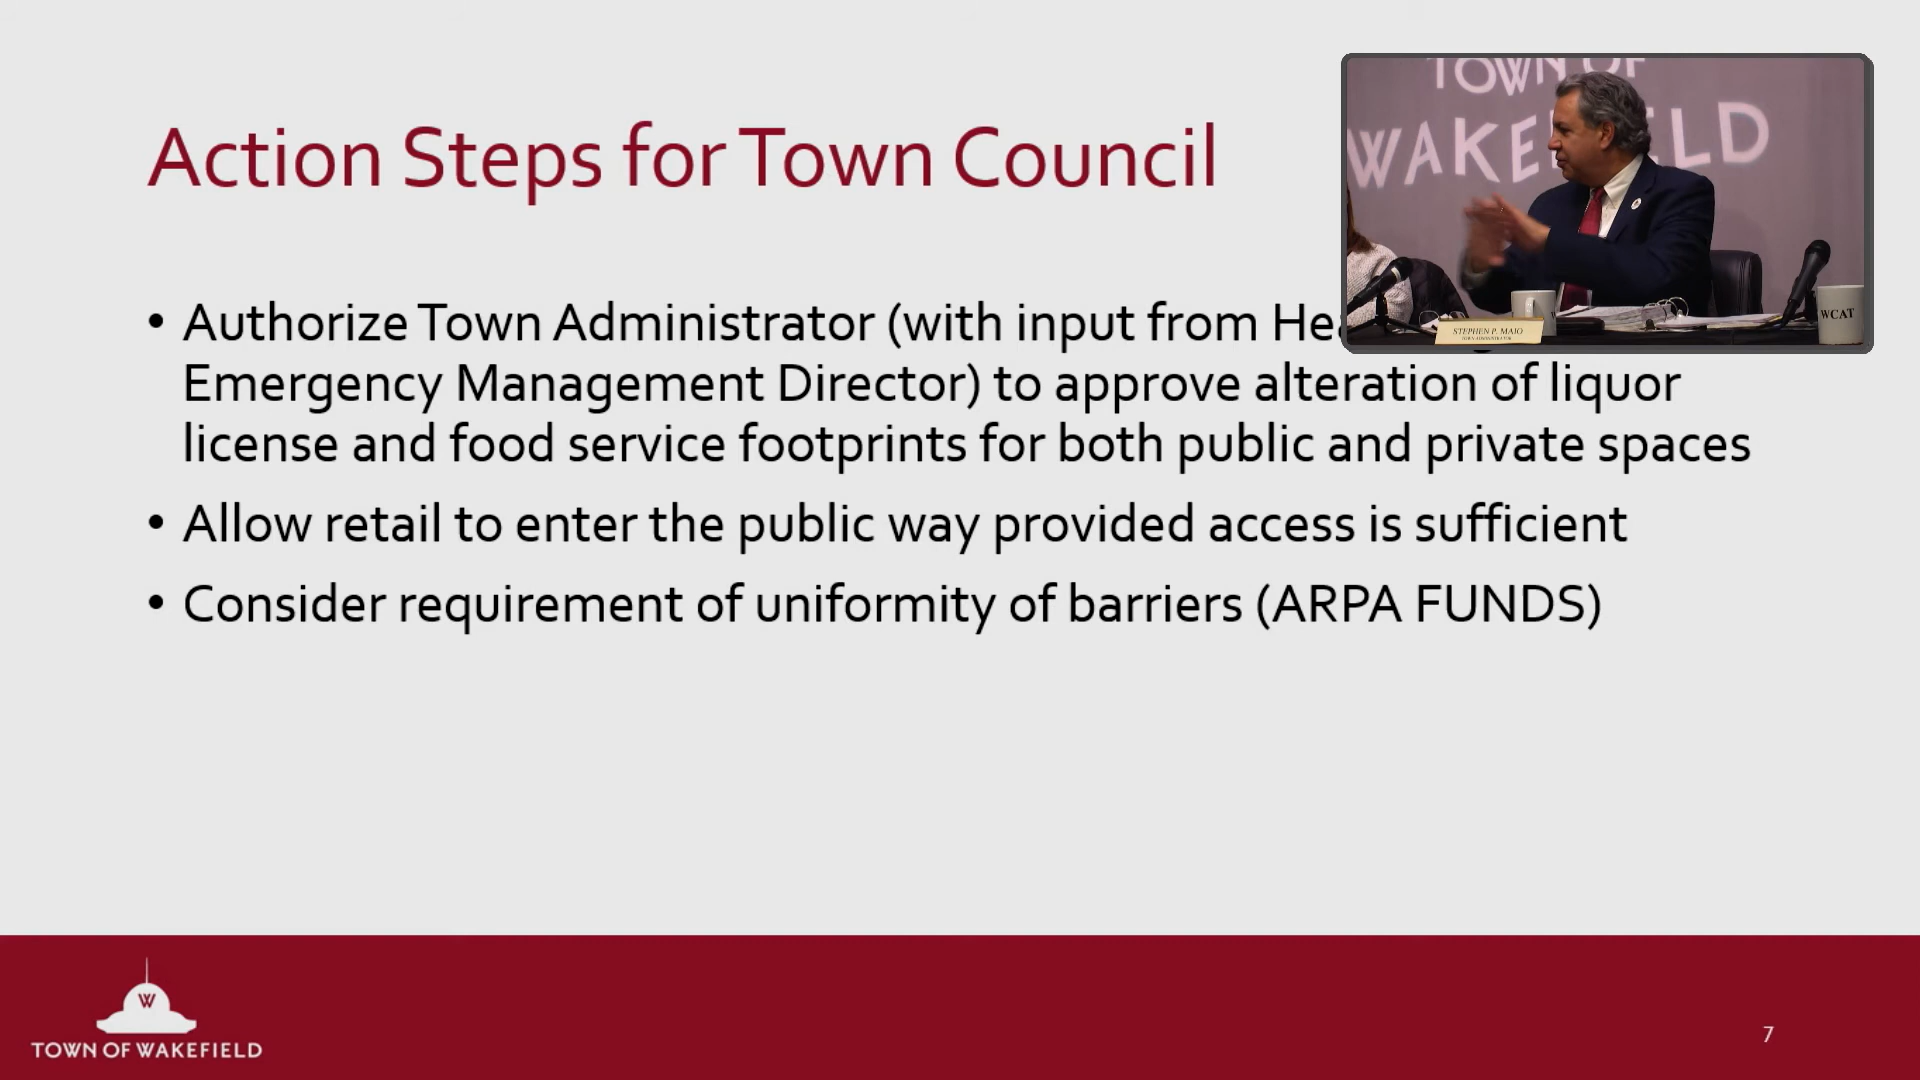 Action Steps for Town Council
TOWN OF
WAKEFIELD
STEPHEN P. MAIO
TOWN ADMINISTRATOR
WCAT
• Authorize Town Administrator (with input from
Emergency Management Director) to approve alteration of liquor
license and food service footprints for both public and private spaces
• Allow retail to enter the public way provided access is sufficient
• Consider requirement of uniformity of barriers (ARPA FUNDS)
W
TOWN OF WAKEFIELD
7